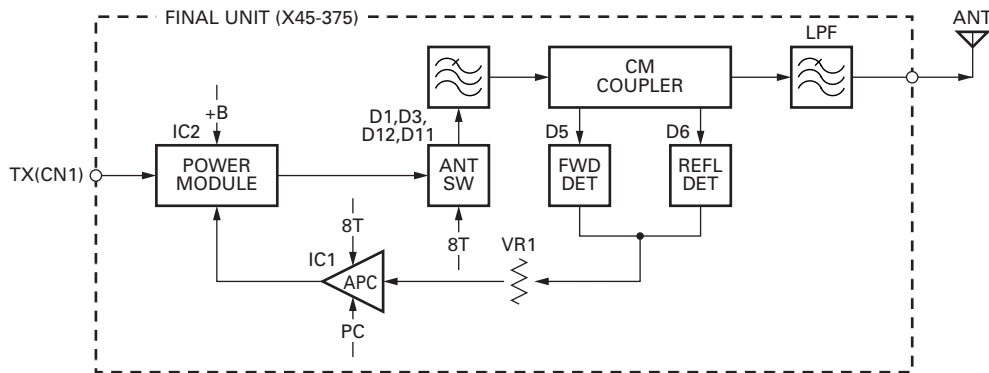 FINAL UNIT (X45-375)
ANT
LPF
CM
COUPLER
+B
IC2
D1,D3,
D12,D11
D5
D6
TX(CN1)
POWER
MODULE
ANT
SW
FWD
DET
REFL
DET
8T
8T
VR1
IC1
APC
PC